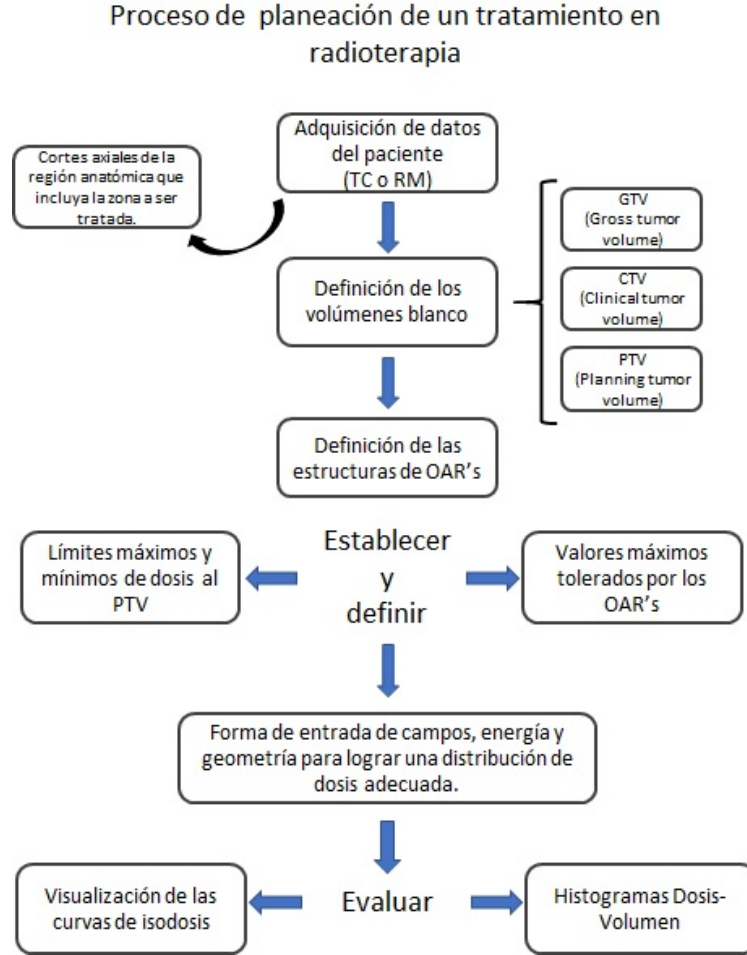 Proceso de planeación de un tratamiento en
radioterapia
Adquisición de datos
del paciente
(TC o RM)
Cortes axiales de la
región anatómica que
incluya la zona a ser
tratada.
Definición de los
volúmenes blanco
GTV
(Gross tumor
volume)
CTV
(Clinical tumor
volume)
PTV
(Planning tumor
volume)
Definición de las
estructuras de OAR's
Establecer
y
definir
Límites máximos y
mínimos de dosis al
PTV
Valores máximos
tolerados por los
OAR's
Forma de entrada de campos, energía y
geometría para lograr una distribución de
dosis adecuada.
Evaluar
Visualización de las
curvas de isodosis
Histogramas Dosis-
Volumen